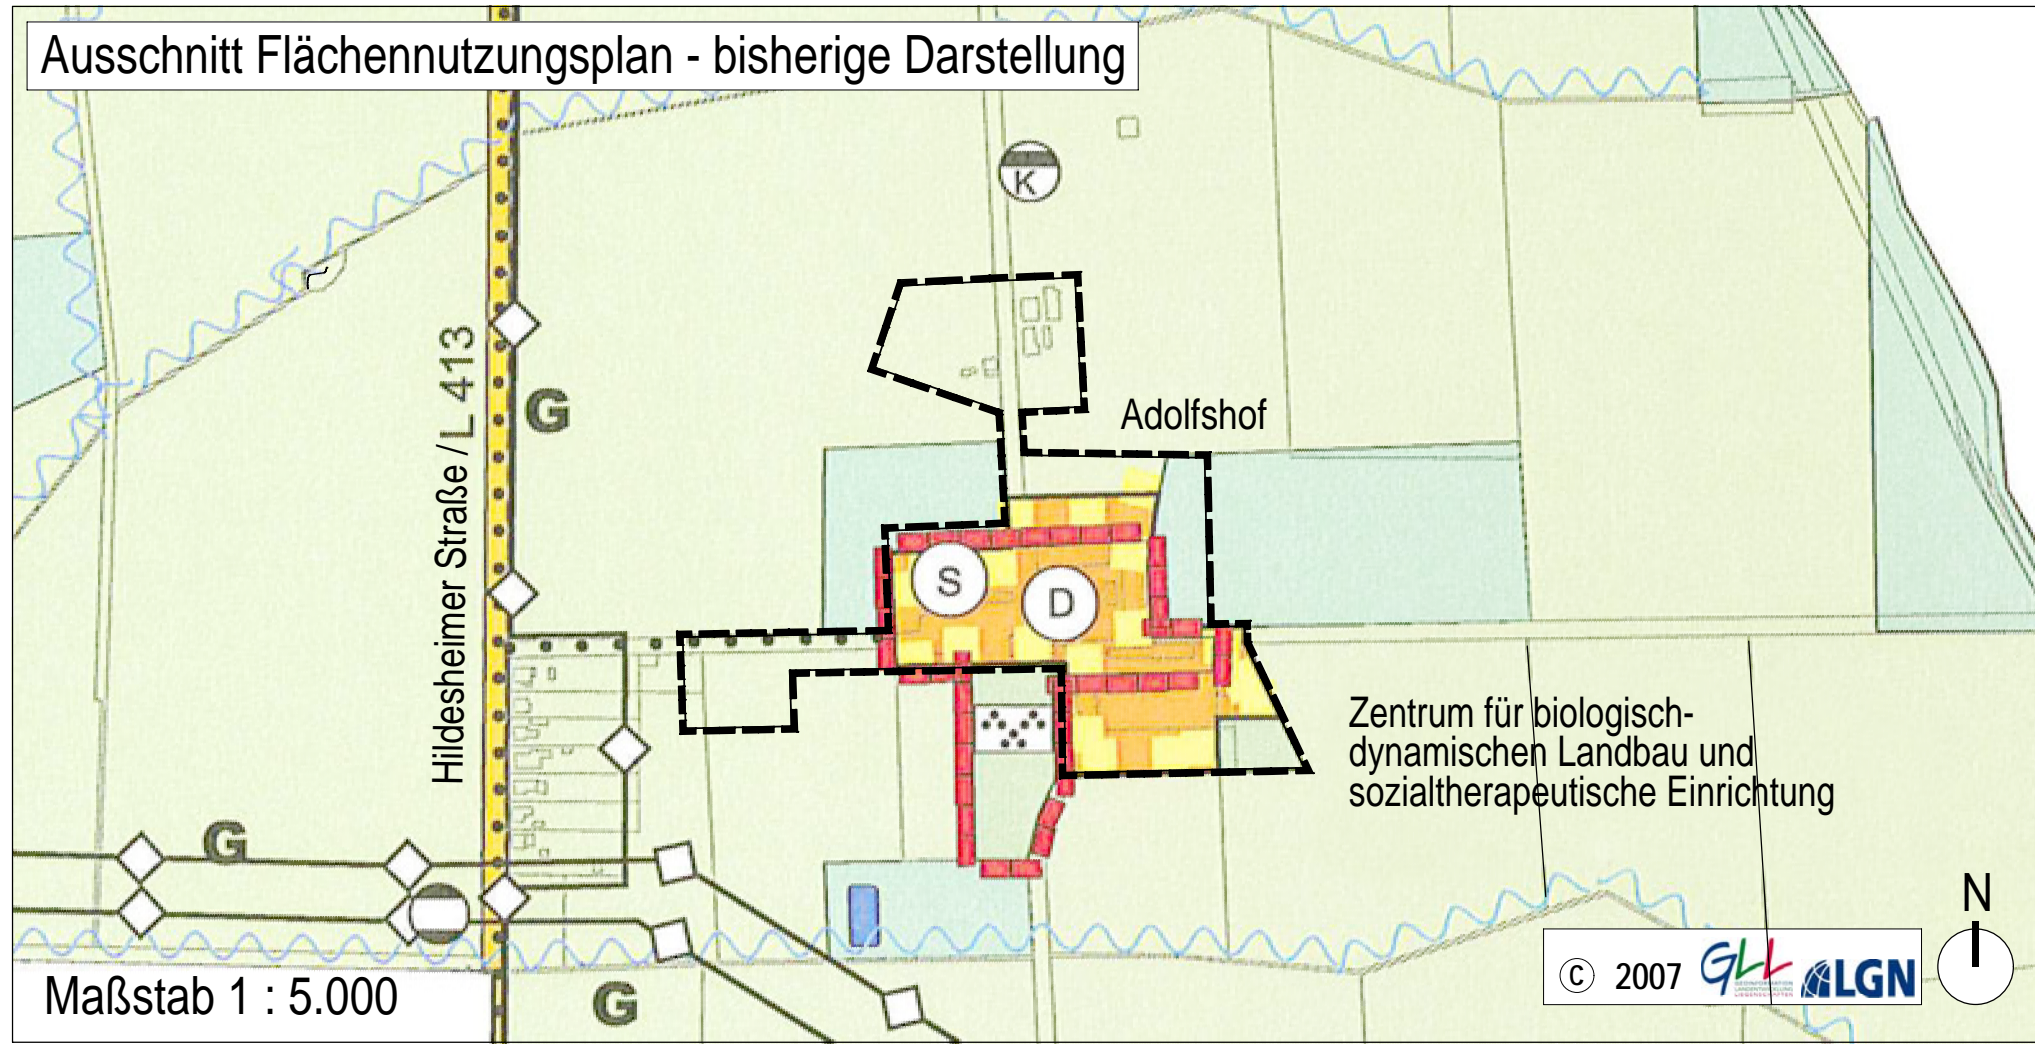 Ausschnitt Flächennutzungsplan - bisherige Darstellung
K
Hildesheimer Straße / L 413
G
Adolfshof
S
D
Zentrum für biologisch-
dynamischen Landbau und
sozialtherapeutische Einrichtung
G
G
Maßstab 1 : 5.000
© 2007 GLL LGN
N